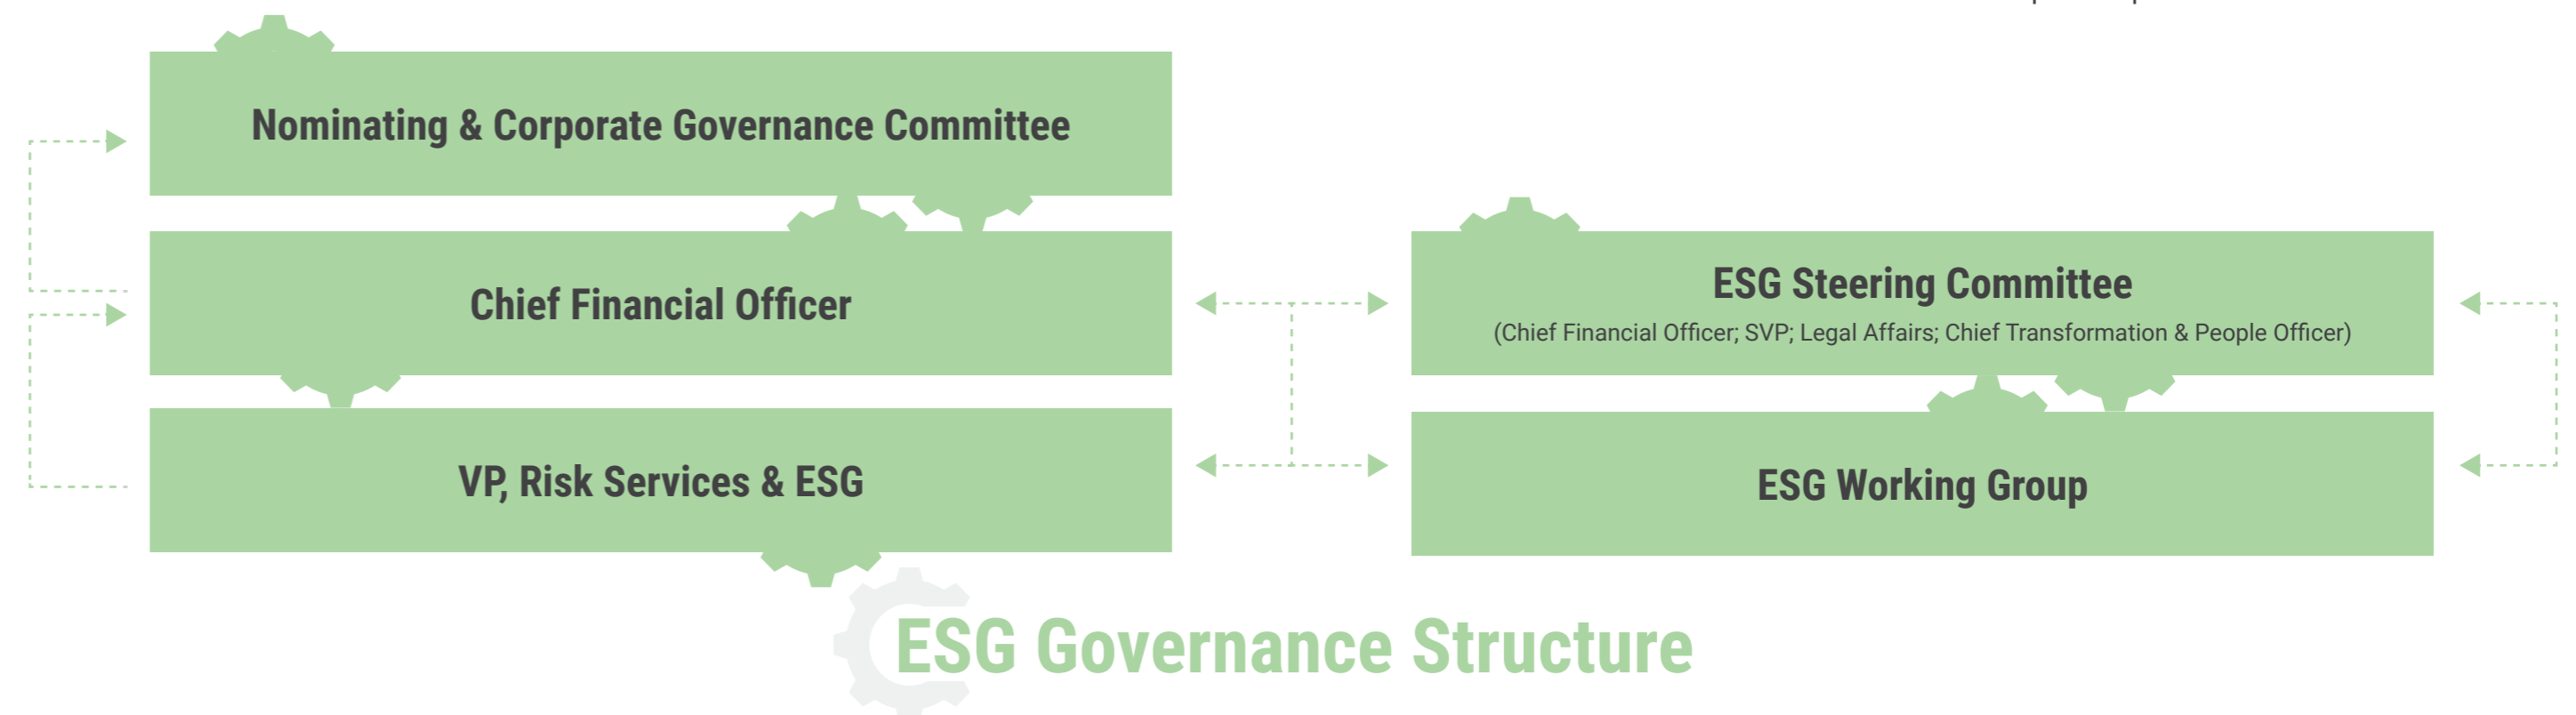 Nominating & Corporate Governance Committee
Chief Financial Officer
VP, Risk Services & ESG
ESG Steering Committee
(Chief Financial Officer; SVP; Legal Affairs; Chief Transformation & People Officer)
ESG Working Group
ESG Governance Structure